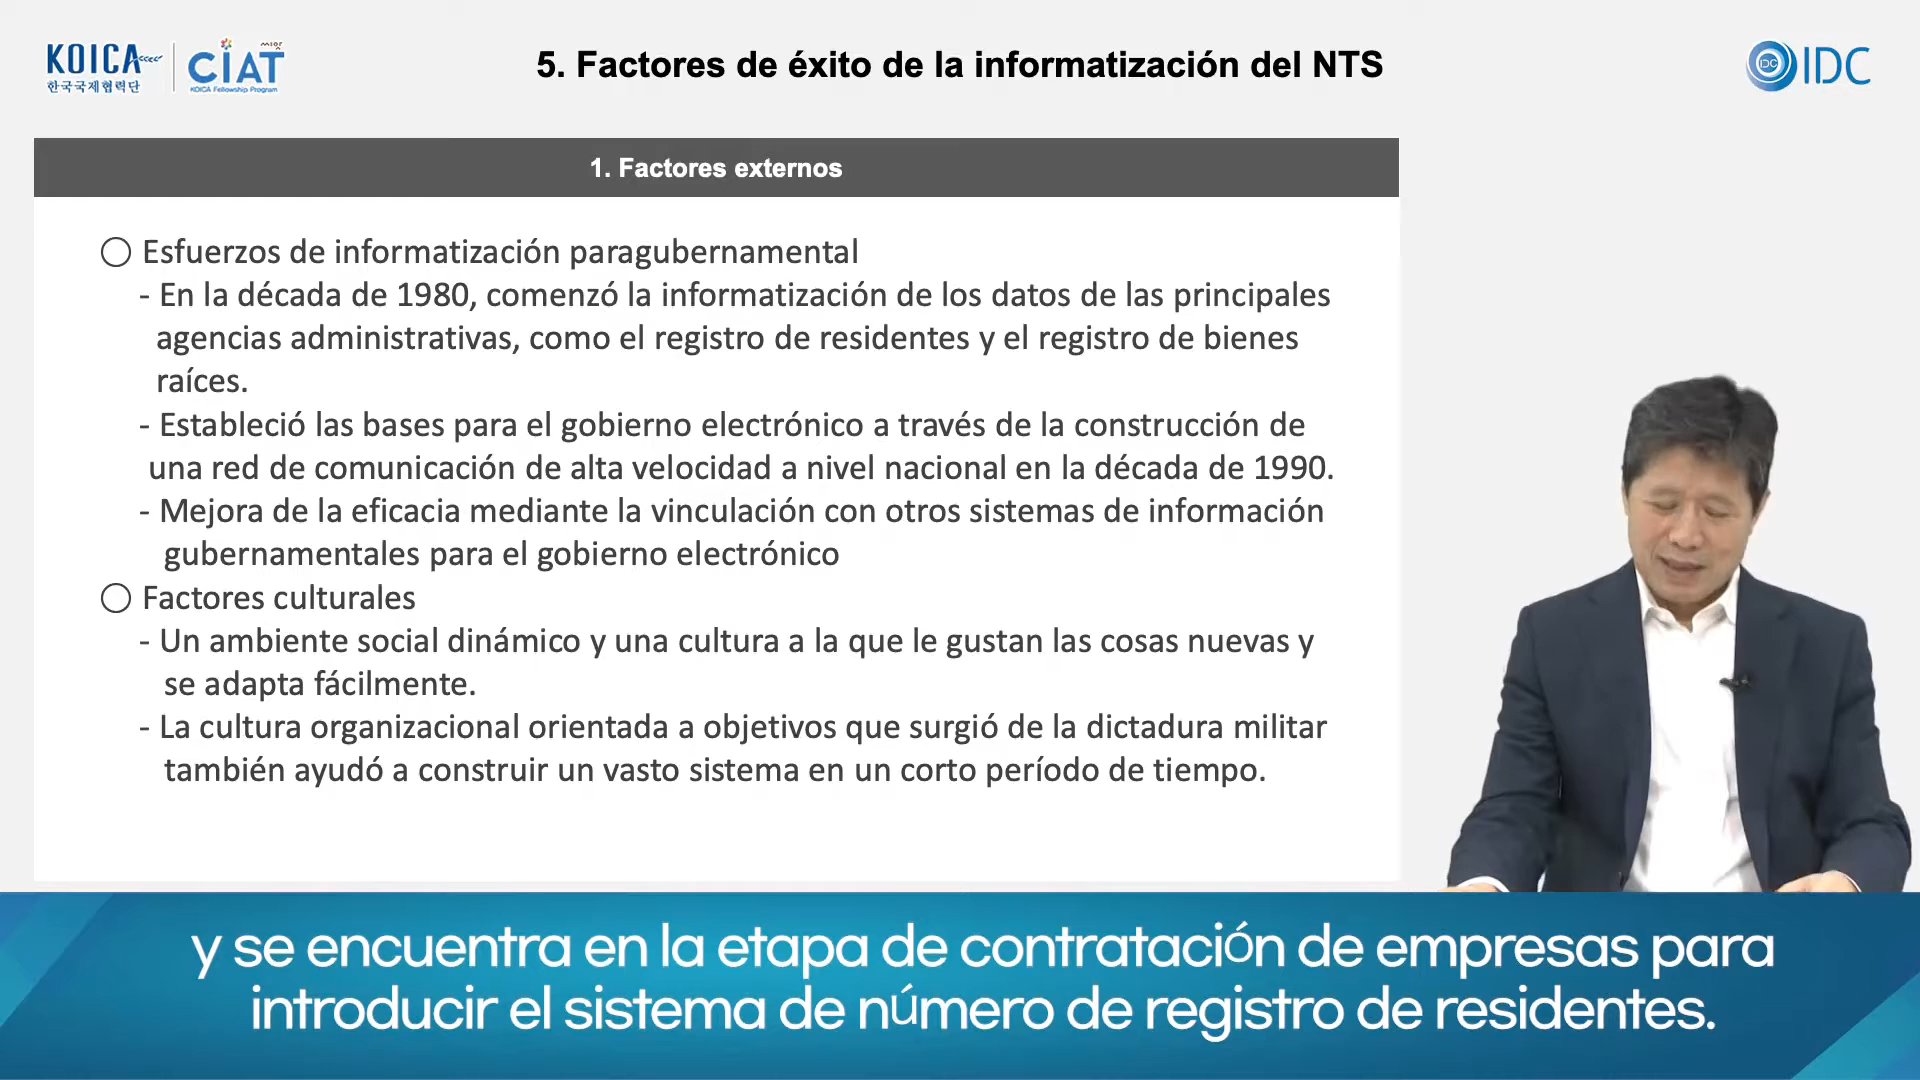 KOICA
한국국제협력단
CIAT
KOICA Fellowship Program
5. Factores de éxito de la informatización del NTS
IDC
IDC
1. Factores externos
○ Esfuerzos de informatización paragubernamental
- En la década de 1980, comenzó la informatización de los datos de las principales
agencias administrativas, como el registro de residentes y el registro de bienes
raíces.
- Estableció las bases para el gobierno electrónico a través de la construcción de
una red de comunicación de alta velocidad a nivel nacional en la década de 1990.
- Mejora de la eficacia mediante la vinculación con otros sistemas de información
gubernamentales para el gobierno electrónico
○ Factores culturales
- Un ambiente social dinámico y una cultura a la que le gustan las cosas nuevas y
se adapta fácilmente.
- La cultura organizacional orientada a objetivos que surgió de la dictadura militar
también ayudó a construir un vasto sistema en un corto período de tiempo.
y se encuentra en la etapa de contratación de empresas para
introducir el sistema de número de registro de residentes.